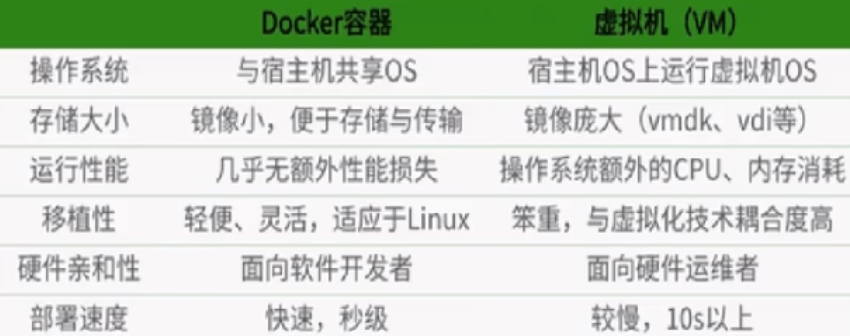 Docker容器 虚拟机（VM）
操作系统 与宿主机共享OS 宿主机OS上运行虚拟机OS
存储大小 镜像小，便于存储与传输 镜像庞大（vmdk、vdi等）
运行性能 几乎无额外性能损失 操作系统额外的CPU、内存消耗
移植性 轻便、灵活，适应于Linux 笨重，与虚拟化技术耦合度高
硬件亲和性 面向软件开发者 面向硬件运维者
部署速度 快速，秒级 较慢，10s以上